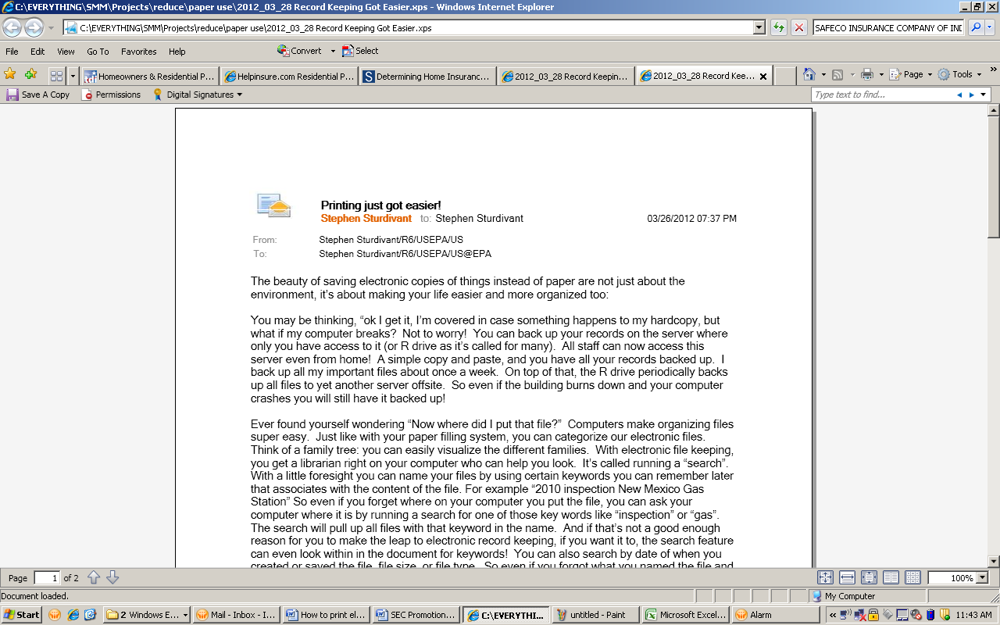 C:\EVERYTHING\SMM\Projects\reduce\paper use\2012_03_28 Record Keeping Got Easier.xps - Windows Internet Explorer
C:\EVERYTHING\SMM\Projects\reduce\paper use\2012_03_28 Record Keeping Got Easier.xps
SAFECO INSURANCE COMPANY OF IND
File Edit View Go To Favorites Help Convert Select
Homeowners & Residential P... Helpinsure.com Residential P... Determining Home Insuranc... 2012_03_28 Record Keepin... 2012_03_28 Record Kee... Page Tools
Save A Copy Permissions Digital Signatures Type text to find...
Printing just got easier!
Stephen Sturdivant to: Stephen Sturdivant 03/26/2012 07:37 PM
From: Stephen Sturdivant/R6/USEPA/US
To: Stephen Sturdivant/R6/USEPA/US@EPA
The beauty of saving electronic copies of things instead of paper are not just about the
environment, it’s about making your life easier and more organized too:
You may be thinking, “ok I get it, I’m covered in case something happens to my hardcopy, but
what if my computer breaks? Not to worry! You can back up your records on the server where
only you have access to it (or R drive as it’s called for many). All staff can now access this
server even from home! A simple copy and paste, and you have all your records backed up. I
back up all my important files about once a week. On top of that, the R drive periodically backs
up all files to yet another server offsite. So even if the building burns down and your computer
crashes you will still have it backed up!
Ever found yourself wondering “Now where did I put that file?” Computers make organizing files
super easy. Just like with your paper filling system, you can categorize our electronic files.
Think of a family tree: you can easily visualize the different families. With electronic file keeping,
you get a librarian right on your computer who can help you look. It’s called running a “search”.
With a little foresight you can name your files by using certain keywords you can remember later
that associates with the content of the file. For example “2010 inspection New Mexico Gas
Station” So even if you forget where on your computer you put the file, you can ask your
computer where it is by running a search for one of those key words like “inspection” or “gas”.
The search will pull up all files with that keyword in the name. And if that’s not a good enough
reason for you to make the leap to electronic record keeping, if you want it to, the search feature
can even look within in the document for keywords! You can also search by date of when you
created or saved the file, file size, or file type. So even if you forgot what you named the file and
Page 1 of 2 100%
Document loaded. My Computer
Start 2 Windows E... Mail - Inbox - I... How to print el... SEC Promotion... C:\EVERYTHI... untitled - Paint Microsoft Exce... Alarm 11:43 AM